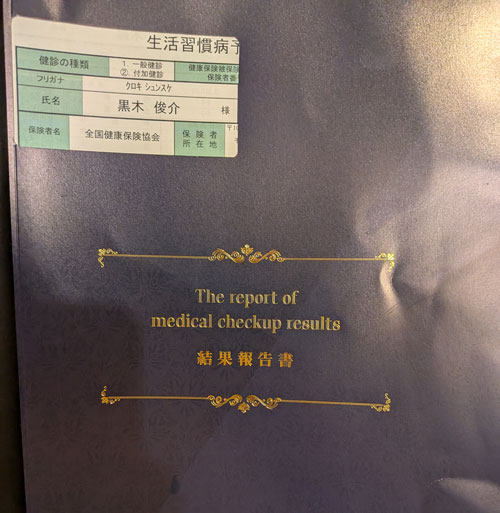 生活習慣病予
健診の種類
1. 一般健診
②. 付加健診
健康保険被保険
保険者番
フリガナ
クロキ シュンスケ
氏名
黒木 俊介 様
保険者名
全国健康保険協会
保険者
所在地
The report of
medical checkup results
結果報告書